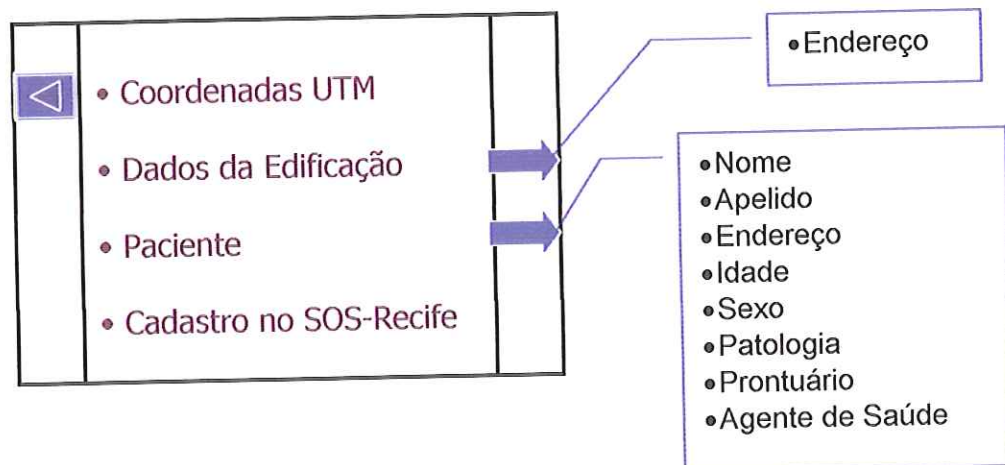 • Coordenadas UTM
• Dados da Edificação
• Paciente
• Cadastro no SOS-Recife
•Endereço
•Nome
•Apelido
•Endereço
•Idade
•Sexo
•Patologia
•Prontuário
•Agente de Saúde